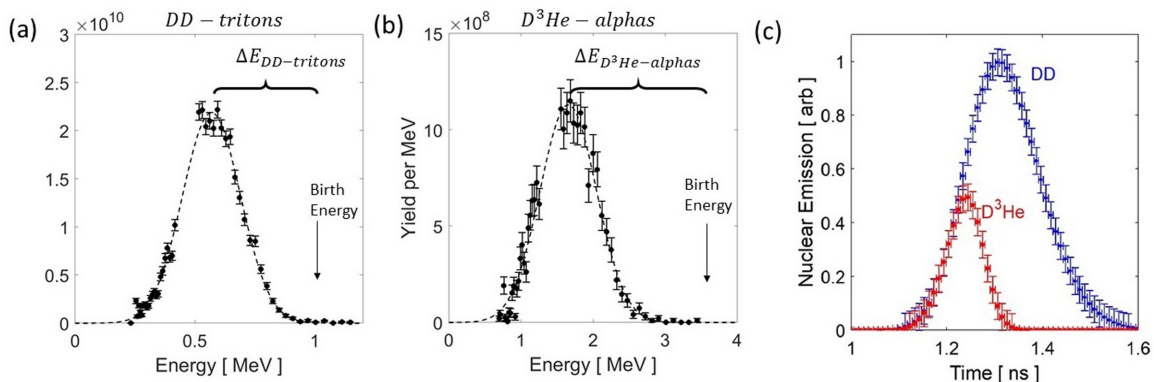 (a)
×10^10
DD − tritons
3
2.5
2.0
1.5
1.0
0.5
0
ΔE_DD−tritons
Birth
Energy
0
0.5
1
Energy [ MeV ]
(b)
×10^8
D^3He − alphas
15
10
5
0
Yield per MeV
ΔE_D^3He−alphas
Birth
Energy
0
1
2
3
4
Energy [ MeV ]
(c)
1
0.8
0.6
0.4
0.2
0
Nuclear Emission [ arb ]
DD
D^3He
1
1.2
1.4
1.6
Time [ ns ]